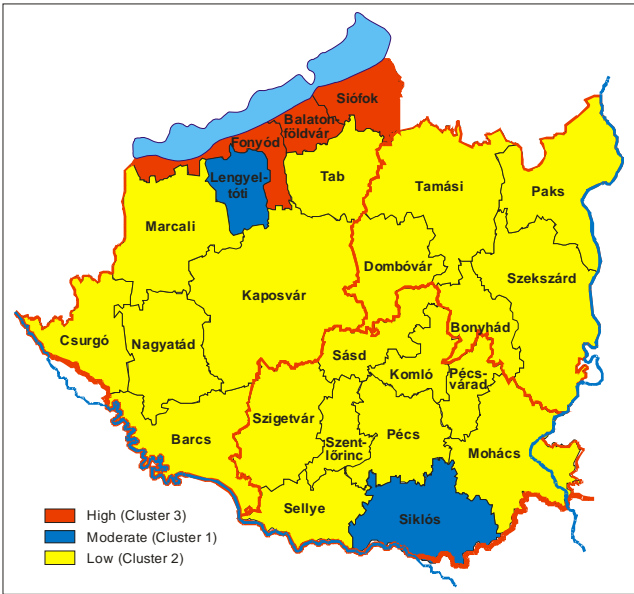 Siófok
Balaton-
földvár
Fonyód
Lengyel-
tóti
Tab
Tamási
Paks
Marcali
Dombóvár
Szekszárd
Kaposvár
Csurgó
Nagyatád
Bonyhád
Sásd
Komló
Pécs-
várad
Szigetvár
Barcs
Szent-
lőrinc
Pécs
Mohács
Sellye
Siklós
High (Cluster 3)
Moderate (Cluster 1)
Low (Cluster 2)